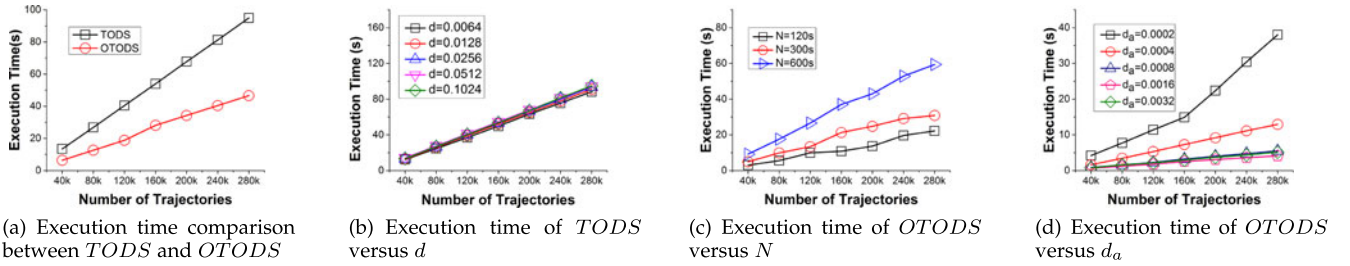 100
80
60
40
20
0
Execution Time(s)
TODS
OTODS
40k 80k 120k 160k 200k 240k 280k
Number of Trajectories
(a) Execution time comparison
between TODS and OTODS
160
120
80
40
0
Execution Time (s)
d=0.0064
d=0.0128
d=0.0256
d=0.0512
d=0.1024
40k 80k 120k 160k 200k 240k 280k
Number of Trajectories
(b) Execution time of TODS
versus d
80
60
40
20
0
Execution Time (s)
N=120s
N=300s
N=600s
40k 80k 120k 160k 200k 240k 280k
Number of Trajectories
(c) Execution time of OTODS
versus N
40
30
20
10
0
Execution Time (s)
da=0.0002
da=0.0004
da=0.0008
da=0.0016
da=0.0032
40k 80k 120k 160k 200k 240k 280k
Number of Trajectories
(d) Execution time of OTODS
versus da